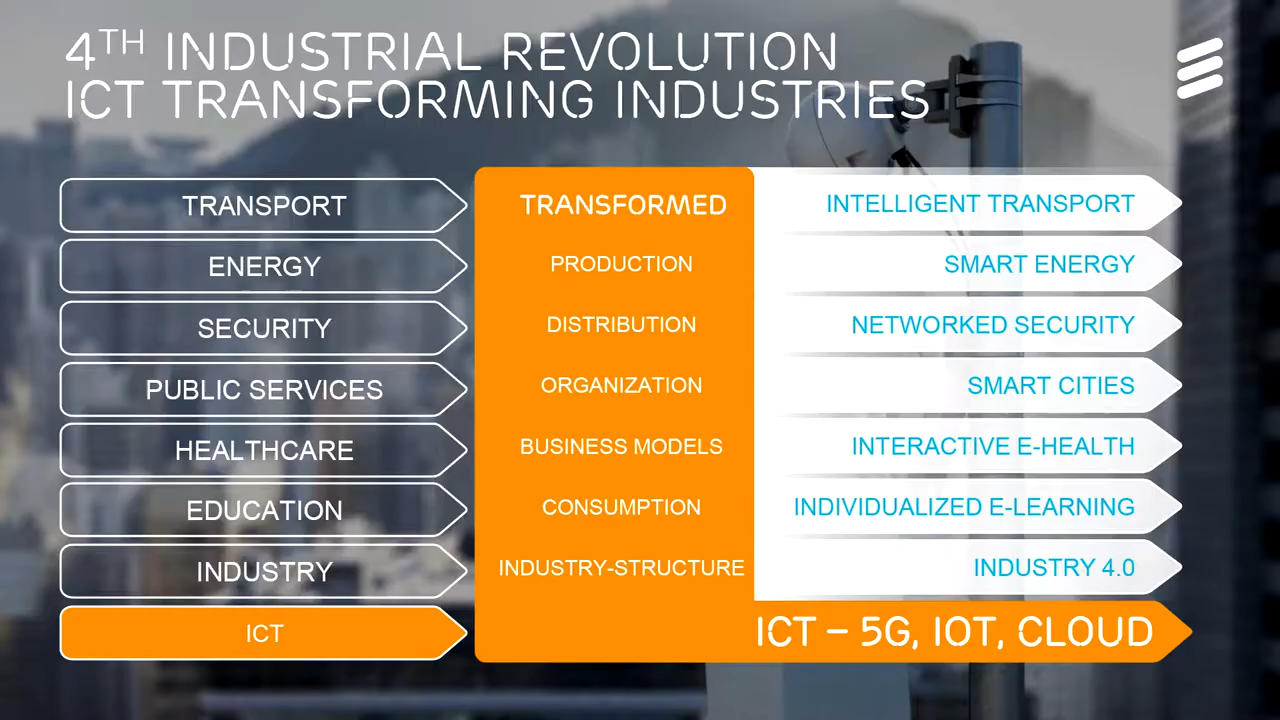 4TH INDUSTRIAL REVOLUTION
ICT TRANSFORMING INDUSTRIES
TRANSPORT
TRANSFORMED
INTELLIGENT TRANSPORT
ENERGY
PRODUCTION
SMART ENERGY
SECURITY
DISTRIBUTION
NETWORKED SECURITY
PUBLIC SERVICES
ORGANIZATION
SMART CITIES
HEALTHCARE
BUSINESS MODELS
INTERACTIVE E-HEALTH
EDUCATION
CONSUMPTION
INDIVIDUALIZED E-LEARNING
INDUSTRY
INDUSTRY-STRUCTURE
INDUSTRY 4.0
ICT
ICT – 5G, IOT, CLOUD